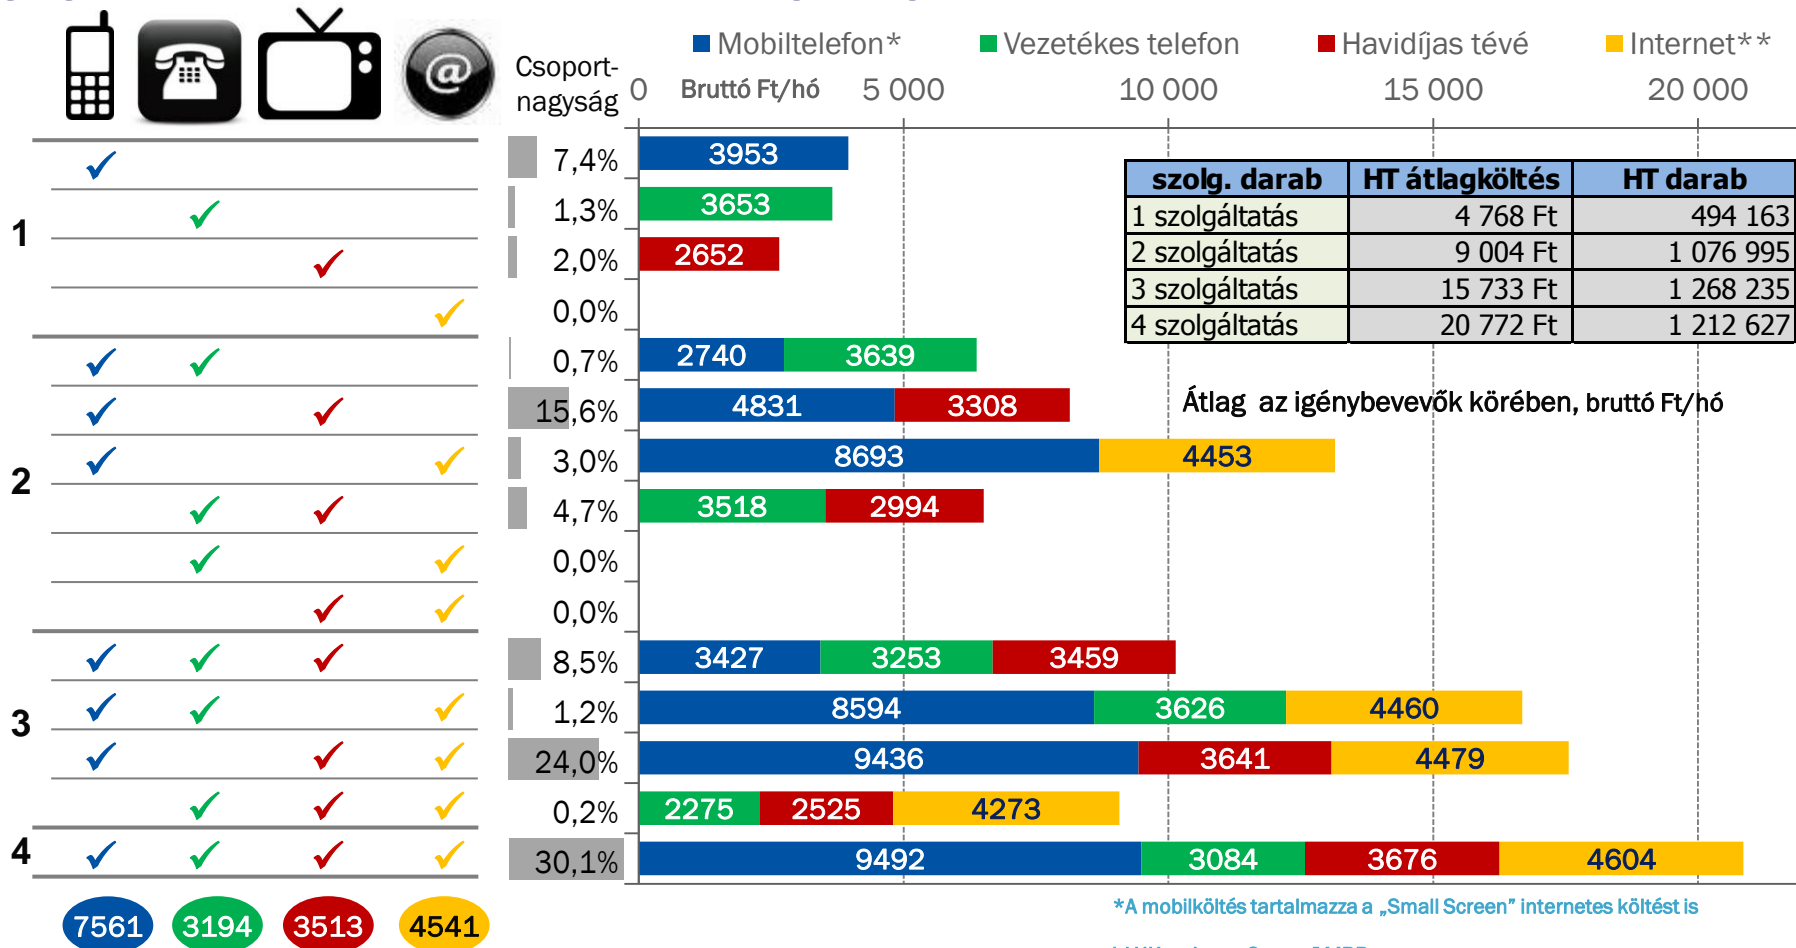 Csoport-
nagyság
Mobiltelefon* Vezetékes telefon Havidíjas tévé Internet**
0 Bruttó Ft/hó 5 000 10 000 15 000 20 000
@
1
7,4% 3953
1,3% 3653
2,0% 2652
0,0%
szolg. darab HT átlagköltés HT darab
1 szolgáltatás 4 768 Ft 494 163
2 szolgáltatás 9 004 Ft 1 076 995
3 szolgáltatás 15 733 Ft 1 268 235
4 szolgáltatás 20 772 Ft 1 212 627
Átlag az igénybevevők körében, bruttó Ft/hó
2
0,7% 2740 3639
15,6% 4831 3308
3,0% 8693 4453
4,7% 3518 2994
0,0%
0,0%
3
8,5% 3427 3253 3459
1,2% 8594 3626 4460
24,0% 9436 3641 4479
0,2% 2275 2525 4273
4
30,1% 9492 3084 3676 4604
7561 3194 3513 4541
*A mobilköltés tartalmazza a „Small Screen” internetes költést is